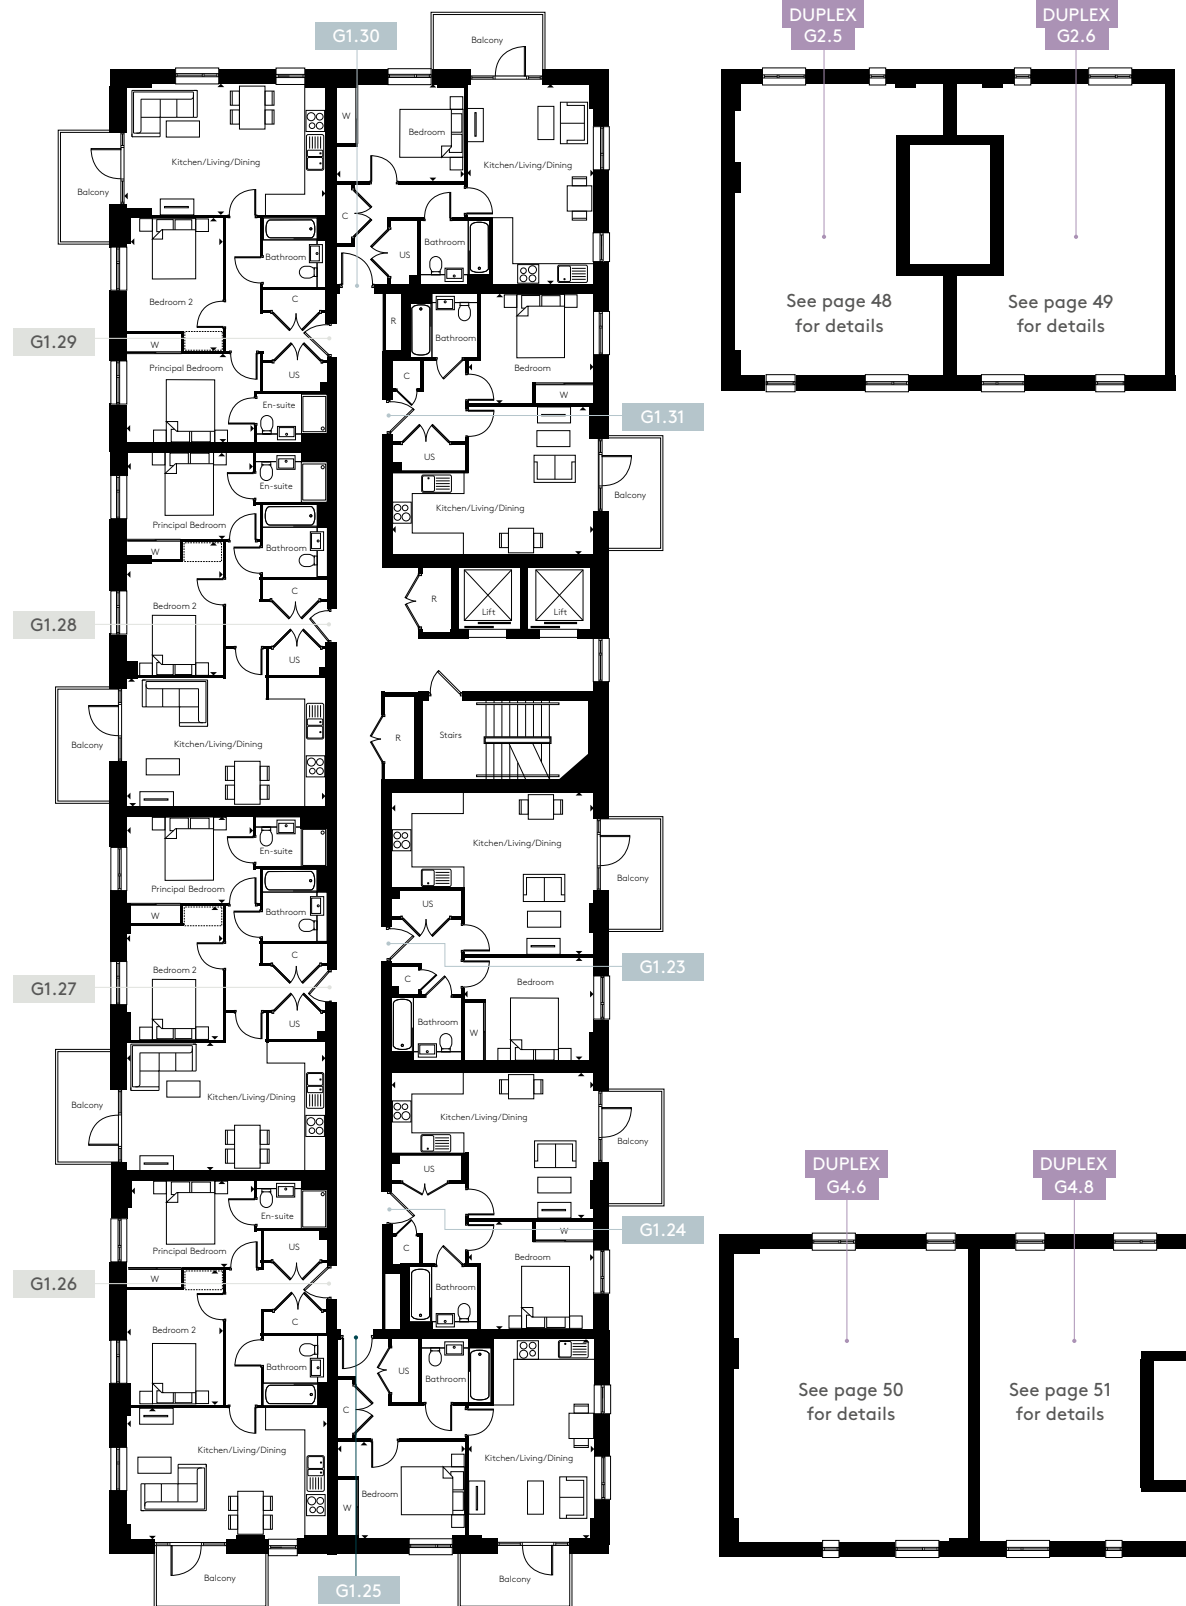 DUPLEX
G2.5
DUPLEX
G2.6
G1.30
Balcony
W
Bedroom
Kitchen/Living/Dining
Kitchen/Living/Dining
Balcony
C
Bathroom
US
Bathroom
Bedroom 2
C
See page 48
for details
See page 49
for details
G1.29
W
R
Bathroom
Principal Bedroom
US
C
Bedroom
W
En-suite
G1.31
US
En-suite
Balcony
Kitchen/Living/Dining
Principal Bedroom
W
Bathroom
C
Bedroom 2
R
Lift
Lift
G1.28
US
Balcony
Kitchen/Living/Dining
R
Stairs
Kitchen/Living/Dining
En-suite
Principal Bedroom
Balcony
US
W
Bathroom
C
Bedroom 2
G1.23
C
Bedroom
G1.27
US
Bathroom
W
Balcony
Kitchen/Living/Dining
Kitchen/Living/Dining
Balcony
US
DUPLEX
G4.6
DUPLEX
G4.8
En-suite
Principal Bedroom
US
G1.24
W
C
Bedroom
W
G1.26
Bathroom
C
Bedroom 2
Bathroom
US
Bathroom
C
See page 50
for details
See page 51
for details
Kitchen/Living/Dining
Kitchen/Living/Dining
Bedroom
W
Balcony
G1.25
Balcony